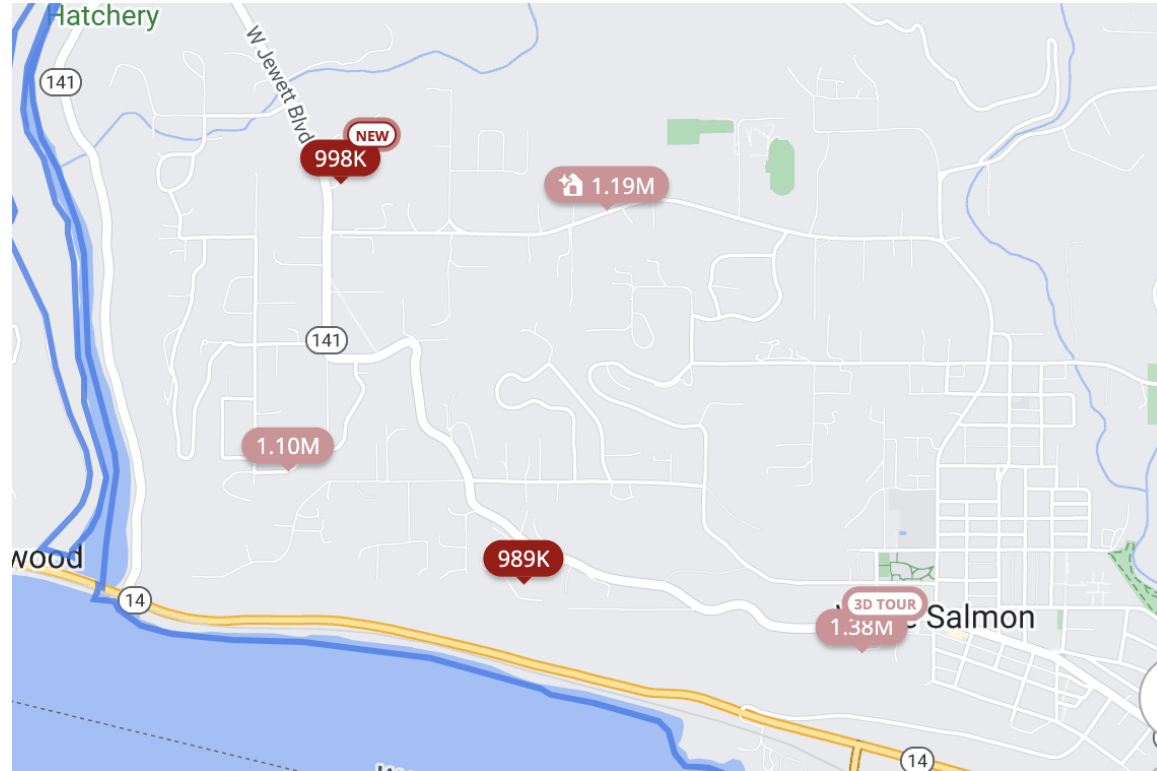 Hatchery
W Jewett Blvd
141
NEW
998K
1.19M
141
1.10M
989K
wood
14
3D TOUR
1.38M
Salmon
14